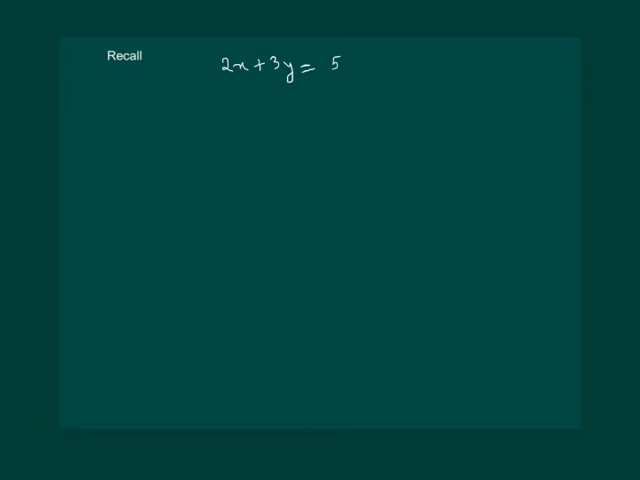 Recall 2x + 3y = 5